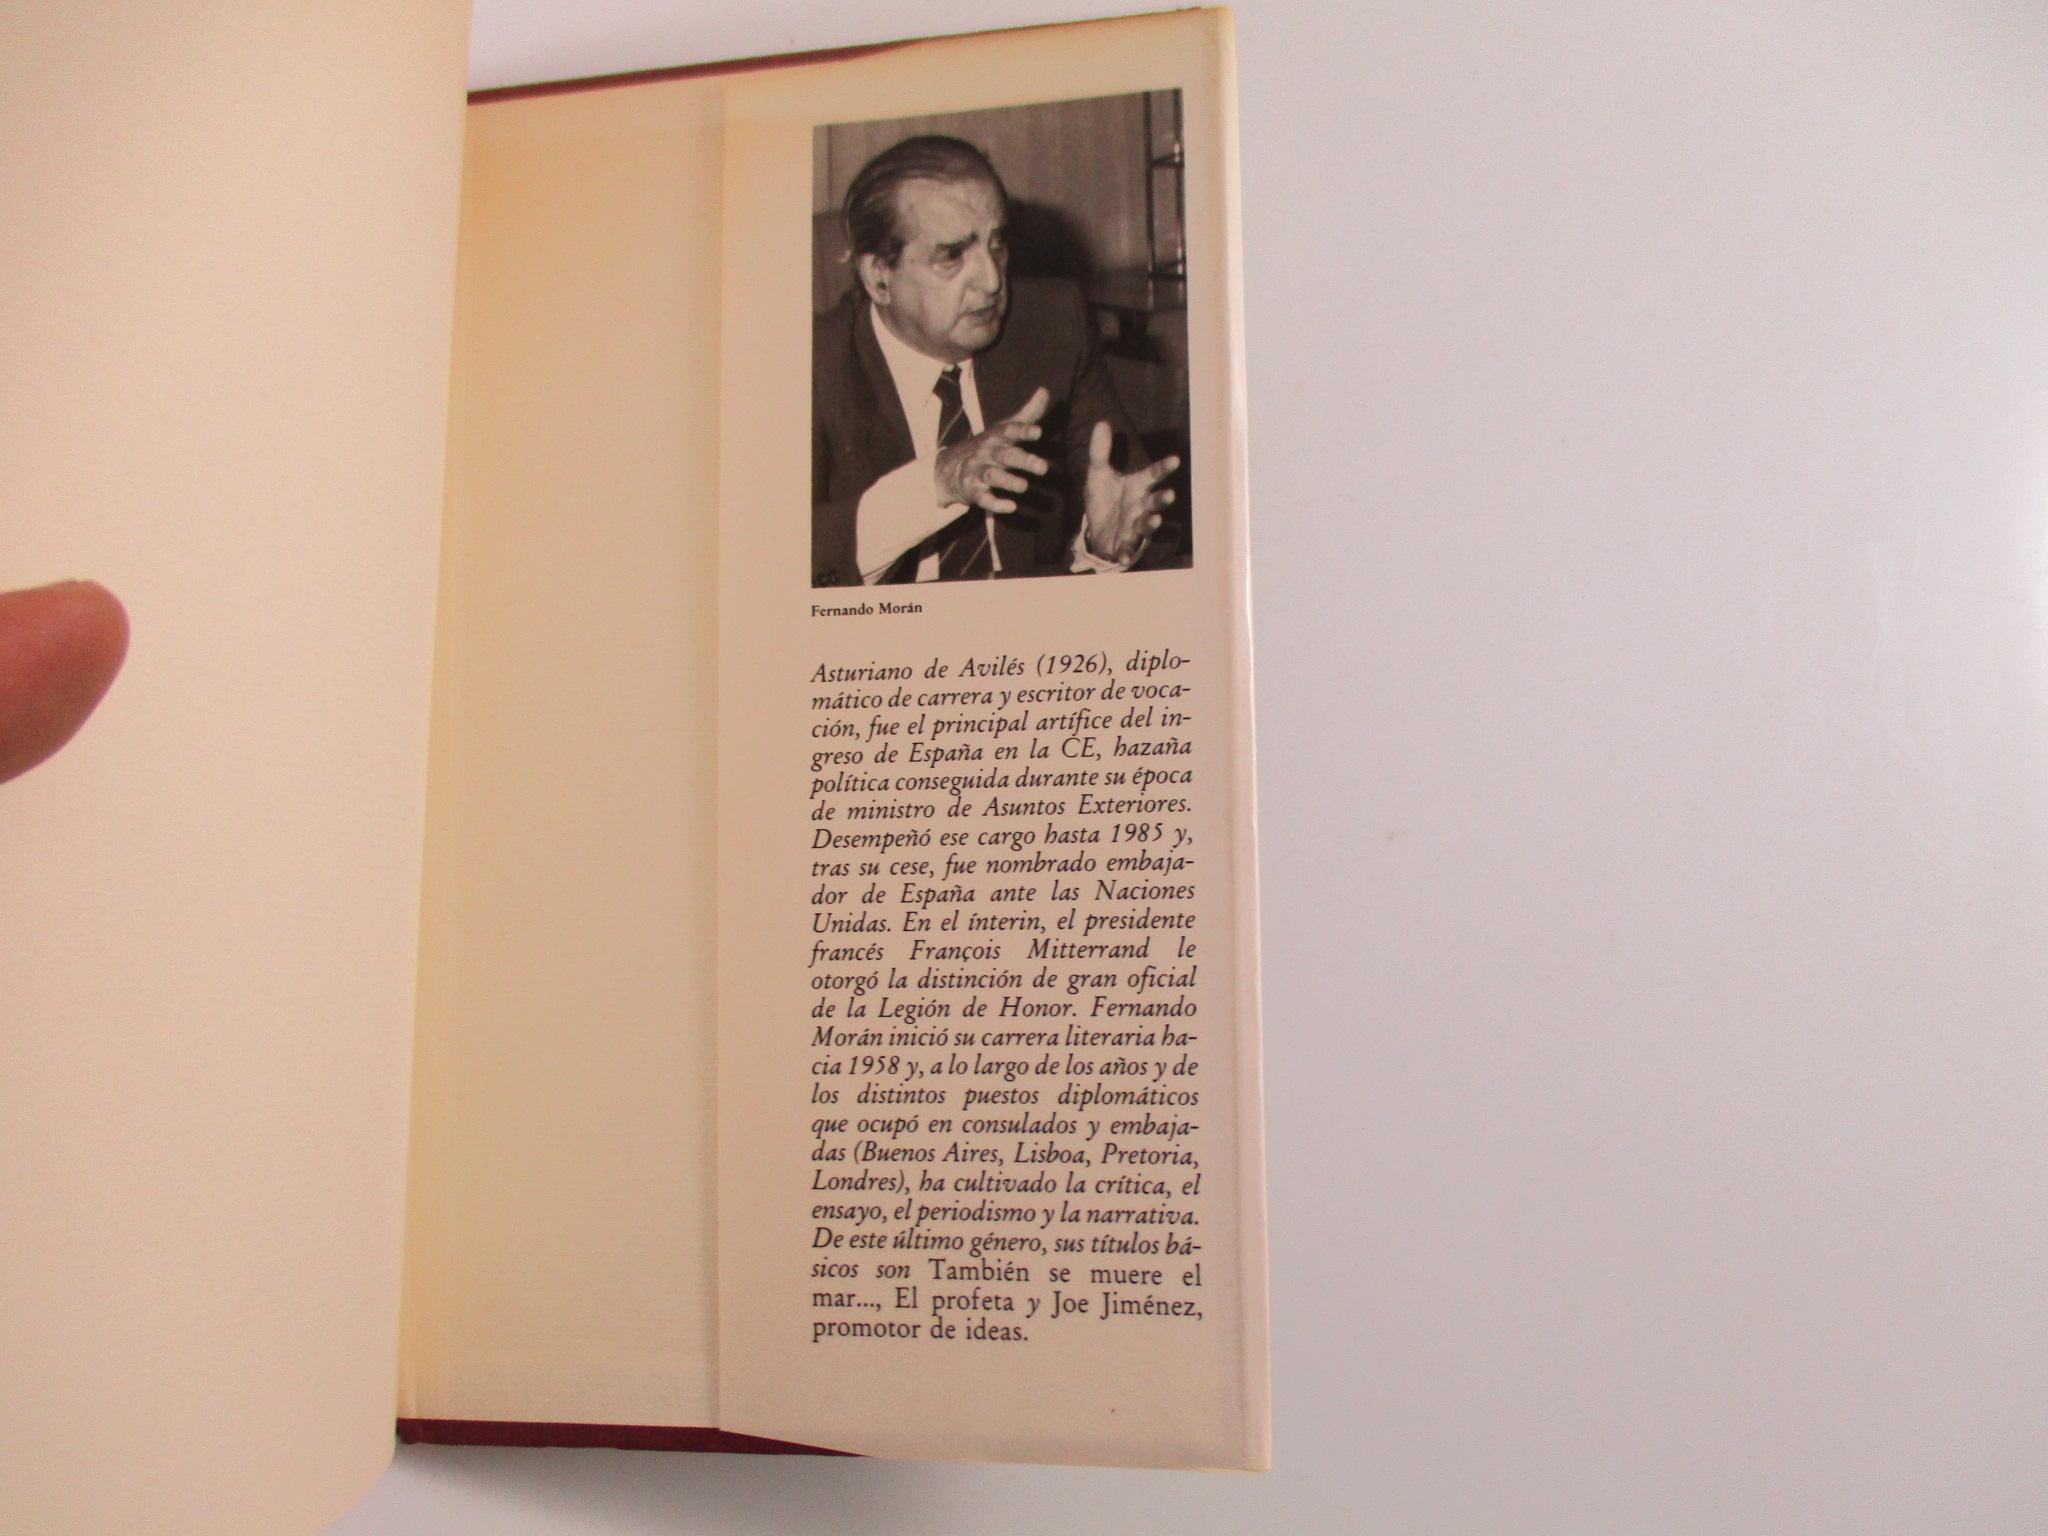 Fernando Morán
Asturiano de Avilés (1926), diplo-
mático de carrera y escritor de voca-
ción, fue el principal artífice del in-
greso de España en la CE, hazaña
política conseguida durante su época
de ministro de Asuntos Exteriores.
Desempeñó ese cargo hasta 1985 y,
tras su cese, fue nombrado embaja-
dor de España ante las Naciones
Unidas. En el ínterin, el presidente
francés François Mitterrand le
otorgó la distinción de gran oficial
de la Legión de Honor. Fernando
Morán inició su carrera literaria ha-
cia 1958 y, a lo largo de los años y de
los distintos puestos diplomáticos
que ocupó en consulados y embaja-
das (Buenos Aires, Lisboa, Pretoria,
Londres), ha cultivado la crítica, el
ensayo, el periodismo y la narrativa.
De este último género, sus títulos bá-
sicos son También se muere el
mar..., El profeta y Joe Jiménez,
promotor de ideas.